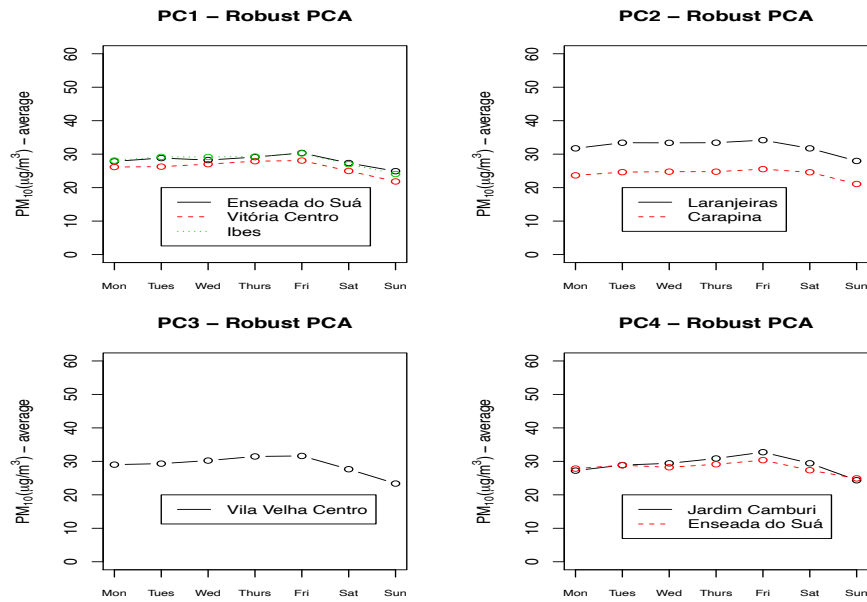 PC1 – Robust PCA
PM10(ug/m3) – average
60
50
40
30
20
10
0
Enseada do Suá
Vitória Centro
Ibes
Mon Tues Wed Thurs Fri Sat Sun
PC2 – Robust PCA
PM10(ug/m3) – average
60
50
40
30
20
10
0
Laranjeiras
Carapina
Mon Tues Wed Thurs Fri Sat Sun
PC3 – Robust PCA
PM10(ug/m3) – average
60
50
40
30
20
10
0
Vila Velha Centro
Mon Tues Wed Thurs Fri Sat Sun
PC4 – Robust PCA
PM10(ug/m3) – average
60
50
40
30
20
10
0
Jardim Camburi
Enseada do Suá
Mon Tues Wed Thurs Fri Sat Sun